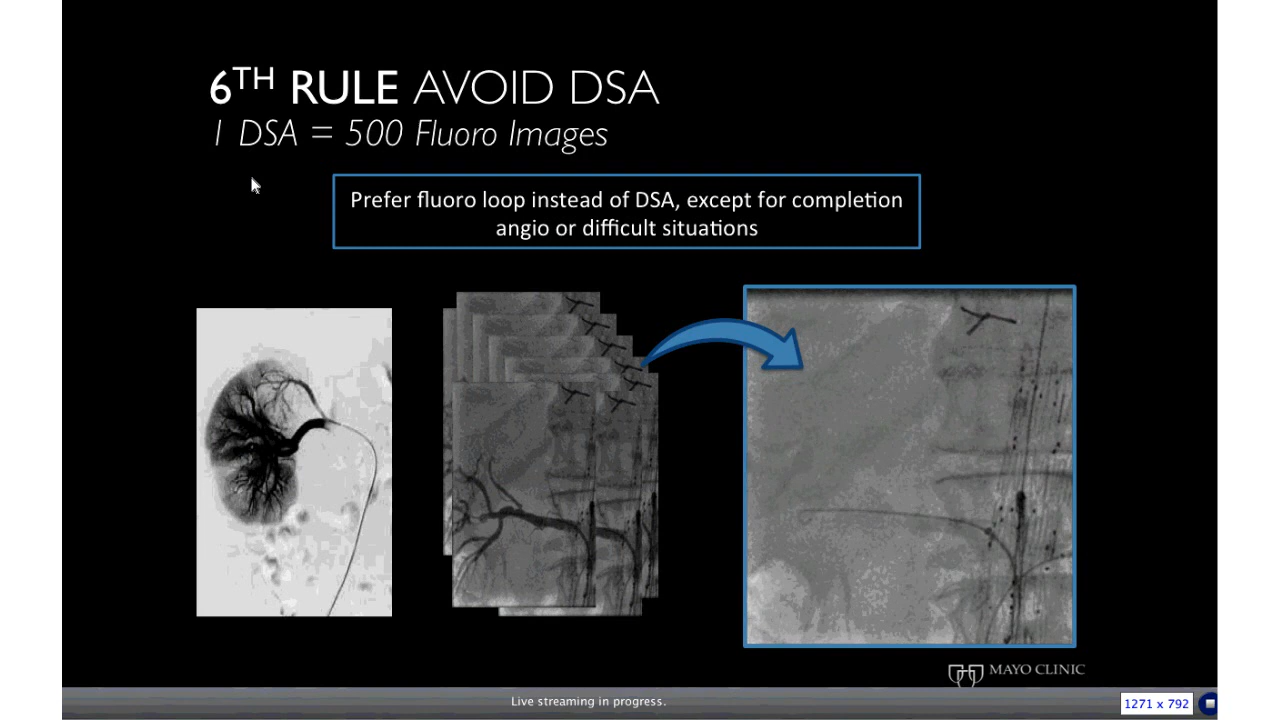 6TH RULE AVOID DSA
1 DSA = 500 Fluoro Images
Prefer fluoro loop instead of DSA, except for completion
angio or difficult situations
MAYO CLINIC
Live streaming in progress.
1271 x 792